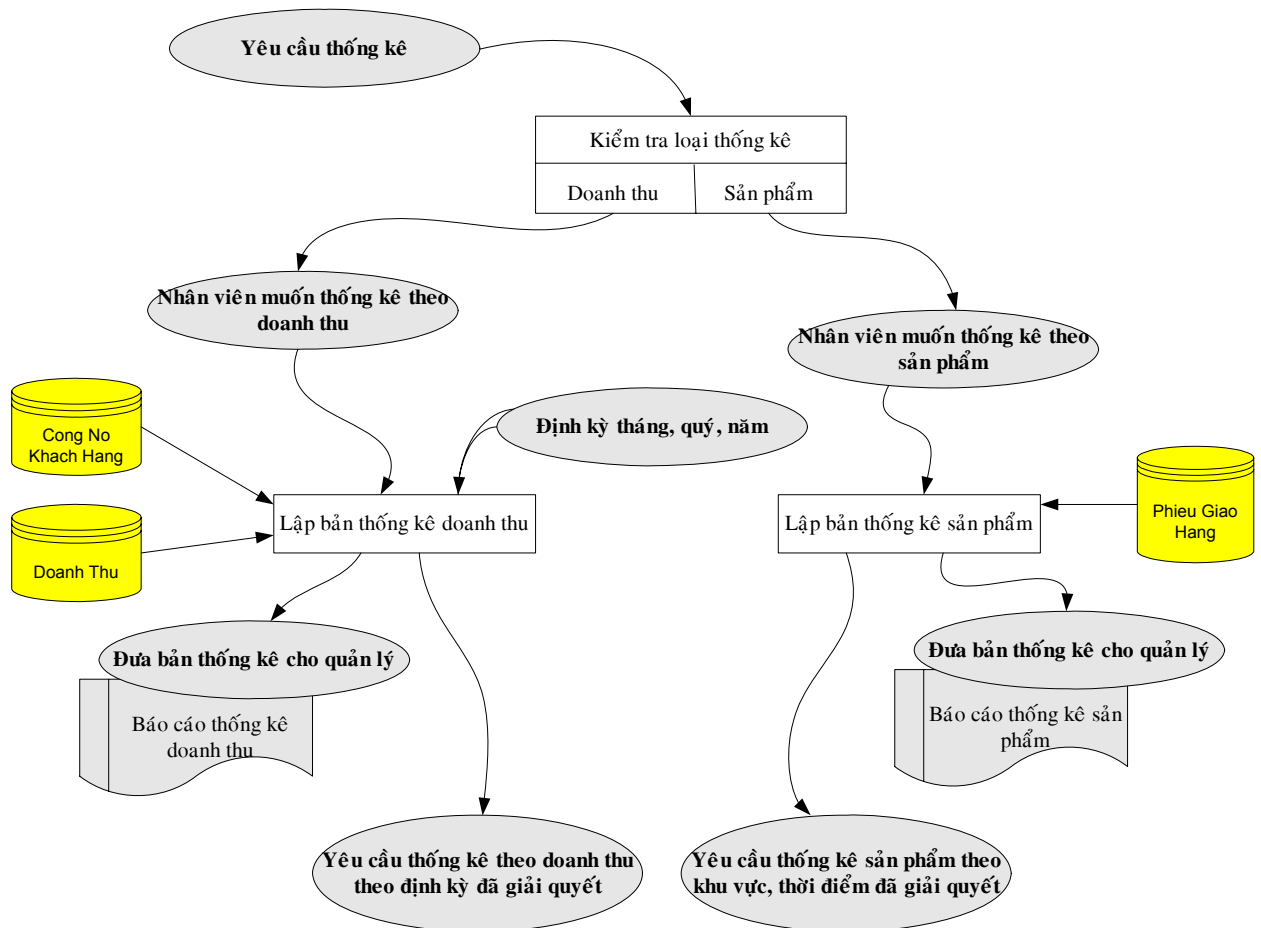 Yêu cầu thống kê
Kiểm tra loại thống kê
Doanh thu
Sản phẩm
Nhân viên muốn thống kê theo
doanh thu
Nhân viên muốn thống kê theo
sản phẩm
Cong No
Khach Hang
Định kỳ tháng, quý, năm
Lập bản thống kê doanh thu
Lập bản thống kê sản phẩm
Phieu Giao
Hang
Doanh Thu
Đưa bản thống kê cho quản lý
Báo cáo thống kê
doanh thu
Đưa bản thống kê cho quản lý
Báo cáo thống kê sản
phẩm
Yêu cầu thống kê theo doanh thu
theo định kỳ đã giải quyết
Yêu cầu thống kê sản phẩm theo
khu vực, thời điểm đã giải quyết